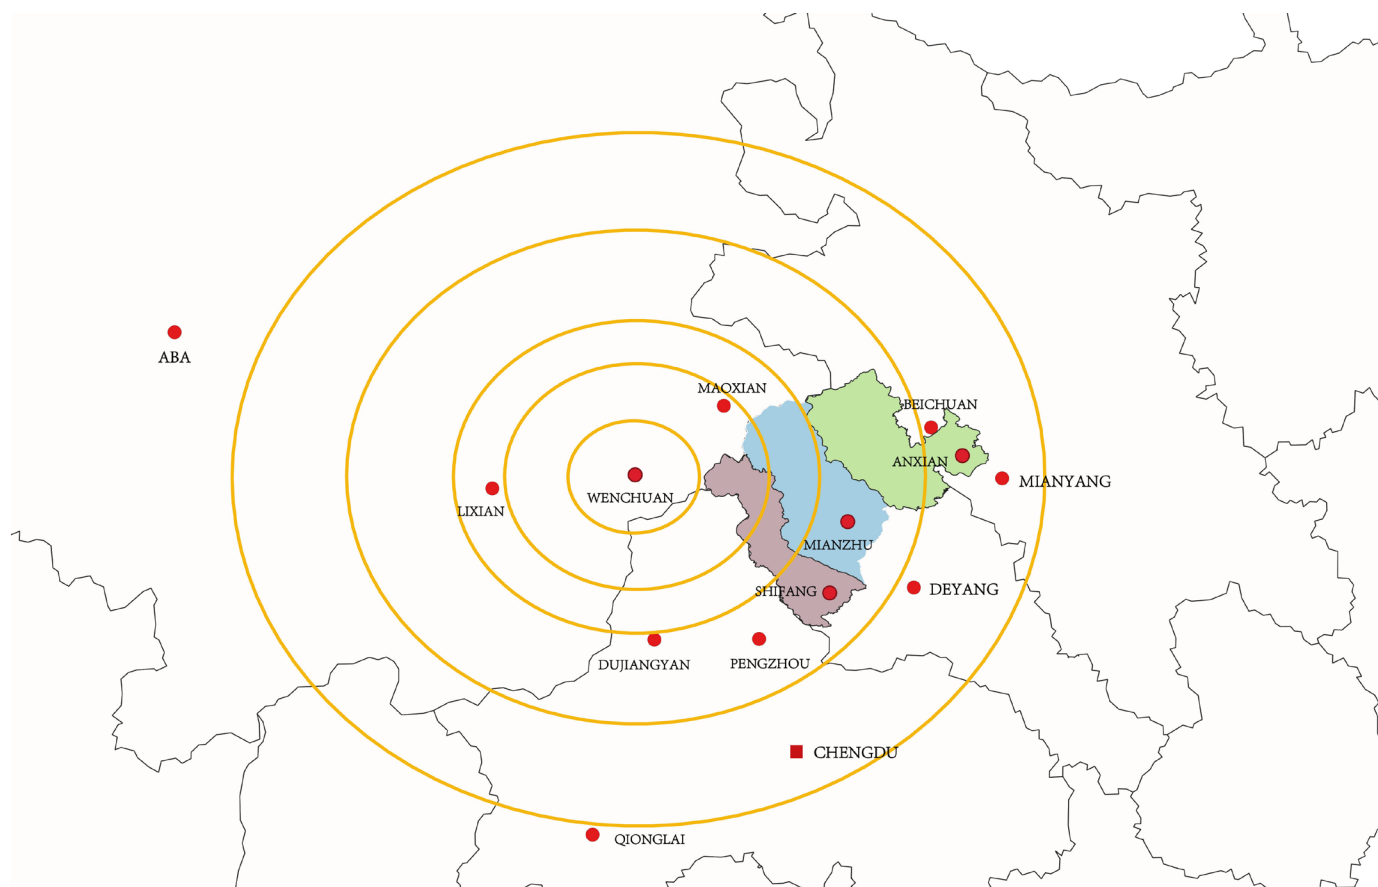 ABA
MAOXIAN
BEICHUAN
ANXIAN
MIANYANG
WENCHUAN
LIXIAN
MIANZHU
SHIFANG
DEYANG
DUJIANGYAN
PENGZHOU
CHENGDU
QIONGLAI